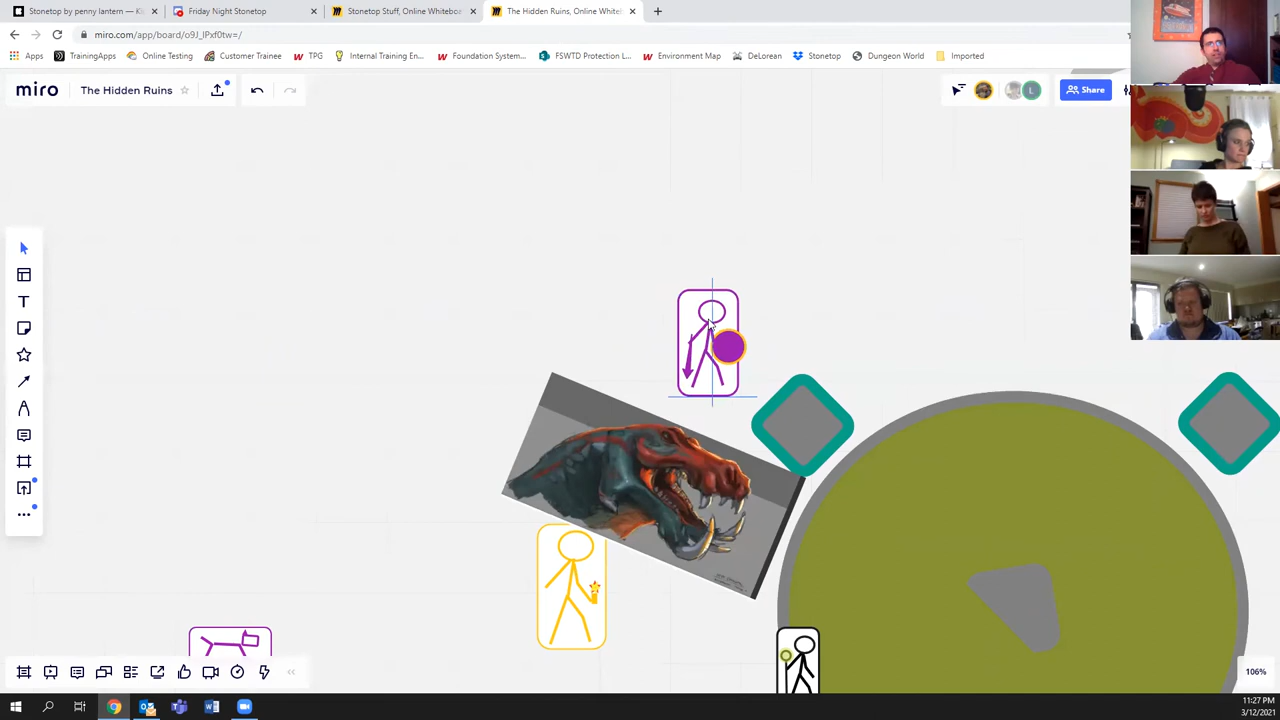 Stonetop by penny lantern — Ki
Friday Night Stonetop
Stonetop Stuff, Online Whiteboa
The Hidden Ruins, Online White
miro.com/app/board/o9J_lPxf0tw=/
Apps
TrainingApps
Online Testing
Customer Trainee
TPG
Internal Training En...
Foundation System...
FSWTD Protection L...
Environment Map
DeLorean
Stonetop
Dungeon World
Imported
miro
The Hidden Ruins
L
Share
106%
11:27 PM
3/12/2021